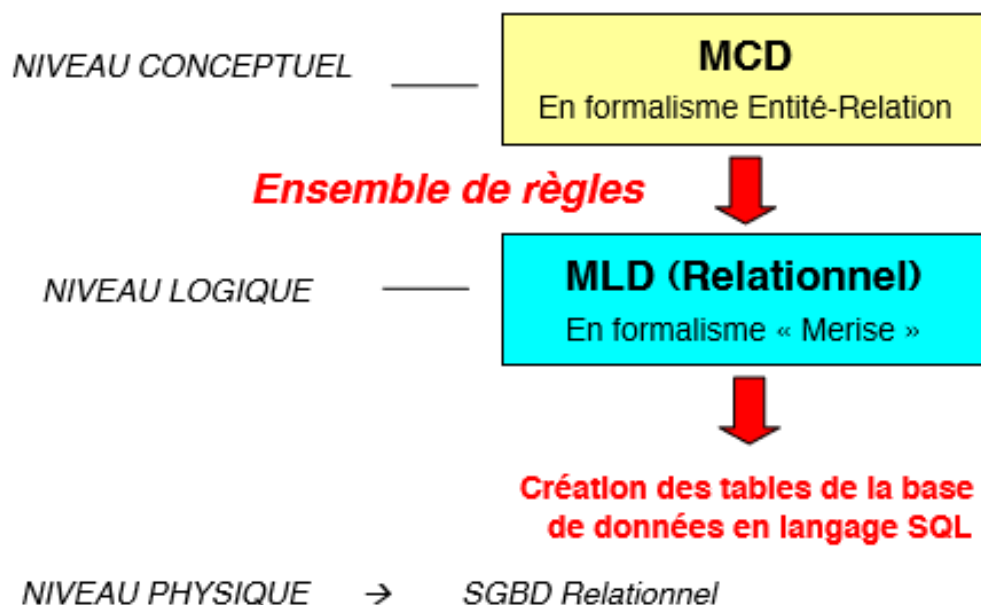 NIVEAU CONCEPTUEL
MCD
En formalisme Entité-Relation
Ensemble de règles
NIVEAU LOGIQUE
MLD (Relationnel)
En formalisme « Merise »
Création des tables de la base
de données en langage SQL
NIVEAU PHYSIQUE → SGBD Relationnel